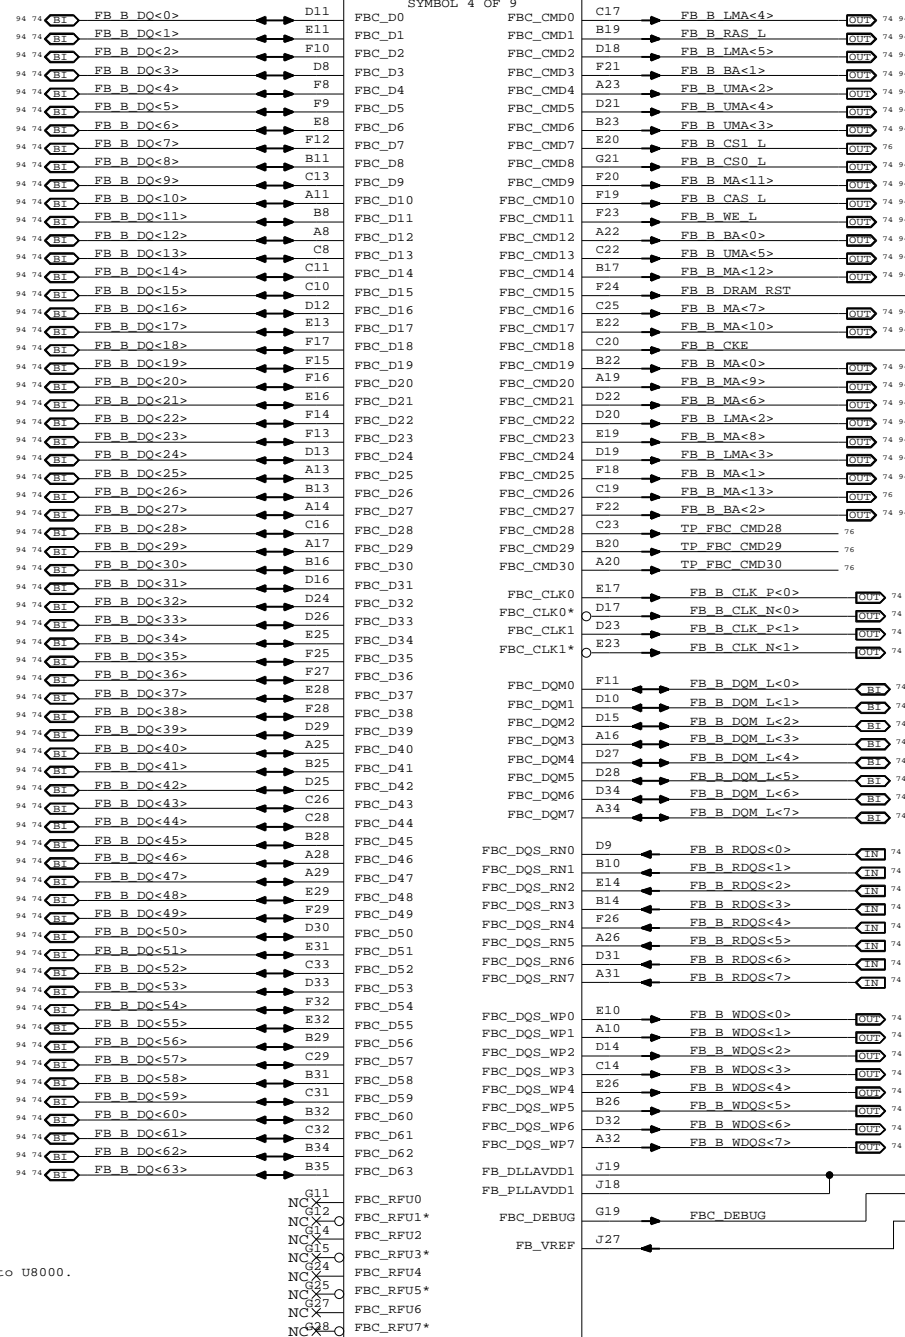 SYMBOL 4 OF 9
94 74 BI FB_B_DQ<0> D11 FBC_D0
94 74 BI FB_B_DQ<1> E11 FBC_D1
94 74 BI FB_B_DQ<2> F10 FBC_D2
94 74 BI FB_B_DQ<3> D8 FBC_D3
94 74 BI FB_B_DQ<4> F8 FBC_D4
94 74 BI FB_B_DQ<5> F9 FBC_D5
94 74 BI FB_B_DQ<6> E8 FBC_D6
94 74 BI FB_B_DQ<7> F12 FBC_D7
94 74 BI FB_B_DQ<8> B11 FBC_D8
94 74 BI FB_B_DQ<9> C13 FBC_D9
94 74 BI FB_B_DQ<10> A11 FBC_D10
94 74 BI FB_B_DQ<11> B8 FBC_D11
94 74 BI FB_B_DQ<12> A8 FBC_D12
94 74 BI FB_B_DQ<13> C8 FBC_D13
94 74 BI FB_B_DQ<14> C11 FBC_D14
94 74 BI FB_B_DQ<15> C10 FBC_D15
94 74 BI FB_B_DQ<16> D12 FBC_D16
94 74 BI FB_B_DQ<17> E13 FBC_D17
94 74 BI FB_B_DQ<18> F17 FBC_D18
94 74 BI FB_B_DQ<19> F15 FBC_D19
94 74 BI FB_B_DQ<20> F16 FBC_D20
94 74 BI FB_B_DQ<21> E16 FBC_D21
94 74 BI FB_B_DQ<22> F14 FBC_D22
94 74 BI FB_B_DQ<23> F13 FBC_D23
94 74 BI FB_B_DQ<24> D13 FBC_D24
94 74 BI FB_B_DQ<25> A13 FBC_D25
94 74 BI FB_B_DQ<26> B13 FBC_D26
94 74 BI FB_B_DQ<27> A14 FBC_D27
94 74 BI FB_B_DQ<28> C16 FBC_D28
94 74 BI FB_B_DQ<29> A17 FBC_D29
94 74 BI FB_B_DQ<30> B16 FBC_D30
94 74 BI FB_B_DQ<31> D16 FBC_D31
94 74 BI FB_B_DQ<32> D24 FBC_D32
94 74 BI FB_B_DQ<33> D26 FBC_D33
94 74 BI FB_B_DQ<34> E25 FBC_D34
94 74 BI FB_B_DQ<35> F25 FBC_D35
94 74 BI FB_B_DQ<36> F27 FBC_D36
94 74 BI FB_B_DQ<37> E28 FBC_D37
94 74 BI FB_B_DQ<38> F28 FBC_D38
94 74 BI FB_B_DQ<39> D29 FBC_D39
94 74 BI FB_B_DQ<40> A25 FBC_D40
94 74 BI FB_B_DQ<41> B25 FBC_D41
94 74 BI FB_B_DQ<42> D25 FBC_D42
94 74 BI FB_B_DQ<43> C26 FBC_D43
94 74 BI FB_B_DQ<44> C28 FBC_D44
94 74 BI FB_B_DQ<45> B28 FBC_D45
94 74 BI FB_B_DQ<46> A28 FBC_D46
94 74 BI FB_B_DQ<47> A29 FBC_D47
94 74 BI FB_B_DQ<48> E29 FBC_D48
94 74 BI FB_B_DQ<49> F29 FBC_D49
94 74 BI FB_B_DQ<50> D30 FBC_D50
94 74 BI FB_B_DQ<51> E31 FBC_D51
94 74 BI FB_B_DQ<52> C33 FBC_D52
94 74 BI FB_B_DQ<53> D33 FBC_D53
94 74 BI FB_B_DQ<54> F32 FBC_D54
94 74 BI FB_B_DQ<55> E32 FBC_D55
94 74 BI FB_B_DQ<56> B29 FBC_D56
94 74 BI FB_B_DQ<57> C29 FBC_D57
94 74 BI FB_B_DQ<58> B31 FBC_D58
94 74 BI FB_B_DQ<59> C31 FBC_D59
94 74 BI FB_B_DQ<60> B32 FBC_D60
94 74 BI FB_B_DQ<61> C32 FBC_D61
94 74 BI FB_B_DQ<62> B34 FBC_D62
94 74 BI FB_B_DQ<63> B35 FBC_D63
NC G11 FBC_RFU0
NC G12 FBC_RFU1*
NC G14 FBC_RFU2
NC G15 FBC_RFU3*
NC G24 FBC_RFU4
NC G25 FBC_RFU5*
NC G27 FBC_RFU6
NC G28 FBC_RFU7*
to U8000.
FBC_CMD0 C17 FB_B_LMA<4> OUT 74 9
FBC_CMD1 B19 FB_B_RAS_L OUT 74 9
FBC_CMD2 D18 FB_B_LMA<5> OUT 74 9
FBC_CMD3 F21 FB_B_BA<1> OUT 74 9
FBC_CMD4 A23 FB_B_UMA<2> OUT 74 9
FBC_CMD5 D21 FB_B_UMA<4> OUT 74 9
FBC_CMD6 B23 FB_B_UMA<3> OUT 74 9
FBC_CMD7 E20 FB_B_CS1_L OUT 76
FBC_CMD8 G21 FB_B_CS0_L OUT 74 9
FBC_CMD9 F20 FB_B_MA<11> OUT 74 9
FBC_CMD10 F19 FB_B_CAS_L OUT 74 9
FBC_CMD11 F23 FB_B_WE_L OUT 74 9
FBC_CMD12 A22 FB_B_BA<0> OUT 74 9
FBC_CMD13 C22 FB_B_UMA<5> OUT 74 9
FBC_CMD14 B17 FB_B_MA<12> OUT 74 9
FBC_CMD15 F24 FB_B_DRAM_RST
FBC_CMD16 C25 FB_B_MA<7> OUT 74 9
FBC_CMD17 E22 FB_B_MA<10> OUT 74 9
FBC_CMD18 C20 FB_B_CKE
FBC_CMD19 B22 FB_B_MA<0> OUT 74 9
FBC_CMD20 A19 FB_B_MA<9> OUT 74 9
FBC_CMD21 D22 FB_B_MA<6> OUT 74 9
FBC_CMD22 D20 FB_B_LMA<2> OUT 74 9
FBC_CMD23 E19 FB_B_MA<8> OUT 74 9
FBC_CMD24 D19 FB_B_LMA<3> OUT 74 9
FBC_CMD25 F18 FB_B_MA<1> OUT 74 9
FBC_CMD26 C19 FB_B_MA<13> OUT 76
FBC_CMD27 F22 FB_B_BA<2> OUT 74 9
FBC_CMD28 C23 TP_FBC_CMD28 76
FBC_CMD29 B20 TP_FBC_CMD29 76
FBC_CMD30 A20 TP_FBC_CMD30 76
FBC_CLK0 E17 FB_B_CLK_P<0> OUT 74
FBC_CLK0* D17 FB_B_CLK_N<0> OUT 74
FBC_CLK1 D23 FB_B_CLK_P<1> OUT 74
FBC_CLK1* E23 FB_B_CLK_N<1> OUT 74
FBC_DQM0 F11 FB_B_DQM_L<0> BI 74
FBC_DQM1 D10 FB_B_DQM_L<1> BI 74
FBC_DQM2 D15 FB_B_DQM_L<2> BI 74
FBC_DQM3 A16 FB_B_DQM_L<3> BI 74
FBC_DQM4 D27 FB_B_DQM_L<4> BI 74
FBC_DQM5 D28 FB_B_DQM_L<5> BI 74
FBC_DQM6 D34 FB_B_DQM_L<6> BI 74
FBC_DQM7 A34 FB_B_DQM_L<7> BI 74
FBC_DQS_RN0 D9 FB_B_RDQS<0> IN 74
FBC_DQS_RN1 B10 FB_B_RDQS<1> IN 74
FBC_DQS_RN2 E14 FB_B_RDQS<2> IN 74
FBC_DQS_RN3 B14 FB_B_RDQS<3> IN 74
FBC_DQS_RN4 F26 FB_B_RDQS<4> IN 74
FBC_DQS_RN5 A26 FB_B_RDQS<5> IN 74
FBC_DQS_RN6 D31 FB_B_RDQS<6> IN 74
FBC_DQS_RN7 A31 FB_B_RDQS<7> IN 74
FBC_DQS_WP0 E10 FB_B_WDQS<0> OUT 74
FBC_DQS_WP1 A10 FB_B_WDQS<1> OUT 74
FBC_DQS_WP2 D14 FB_B_WDQS<2> OUT 74
FBC_DQS_WP3 C14 FB_B_WDQS<3> OUT 74
FBC_DQS_WP4 E26 FB_B_WDQS<4> OUT 74
FBC_DQS_WP5 B26 FB_B_WDQS<5> OUT 74
FBC_DQS_WP6 D32 FB_B_WDQS<6> OUT 74
FBC_DQS_WP7 A32 FB_B_WDQS<7> OUT 74
FB_DLLAVDD1 J19
FB_PLLAVDD1 J18
FBC_DEBUG G19 FBC_DEBUG
FB_VREF J27